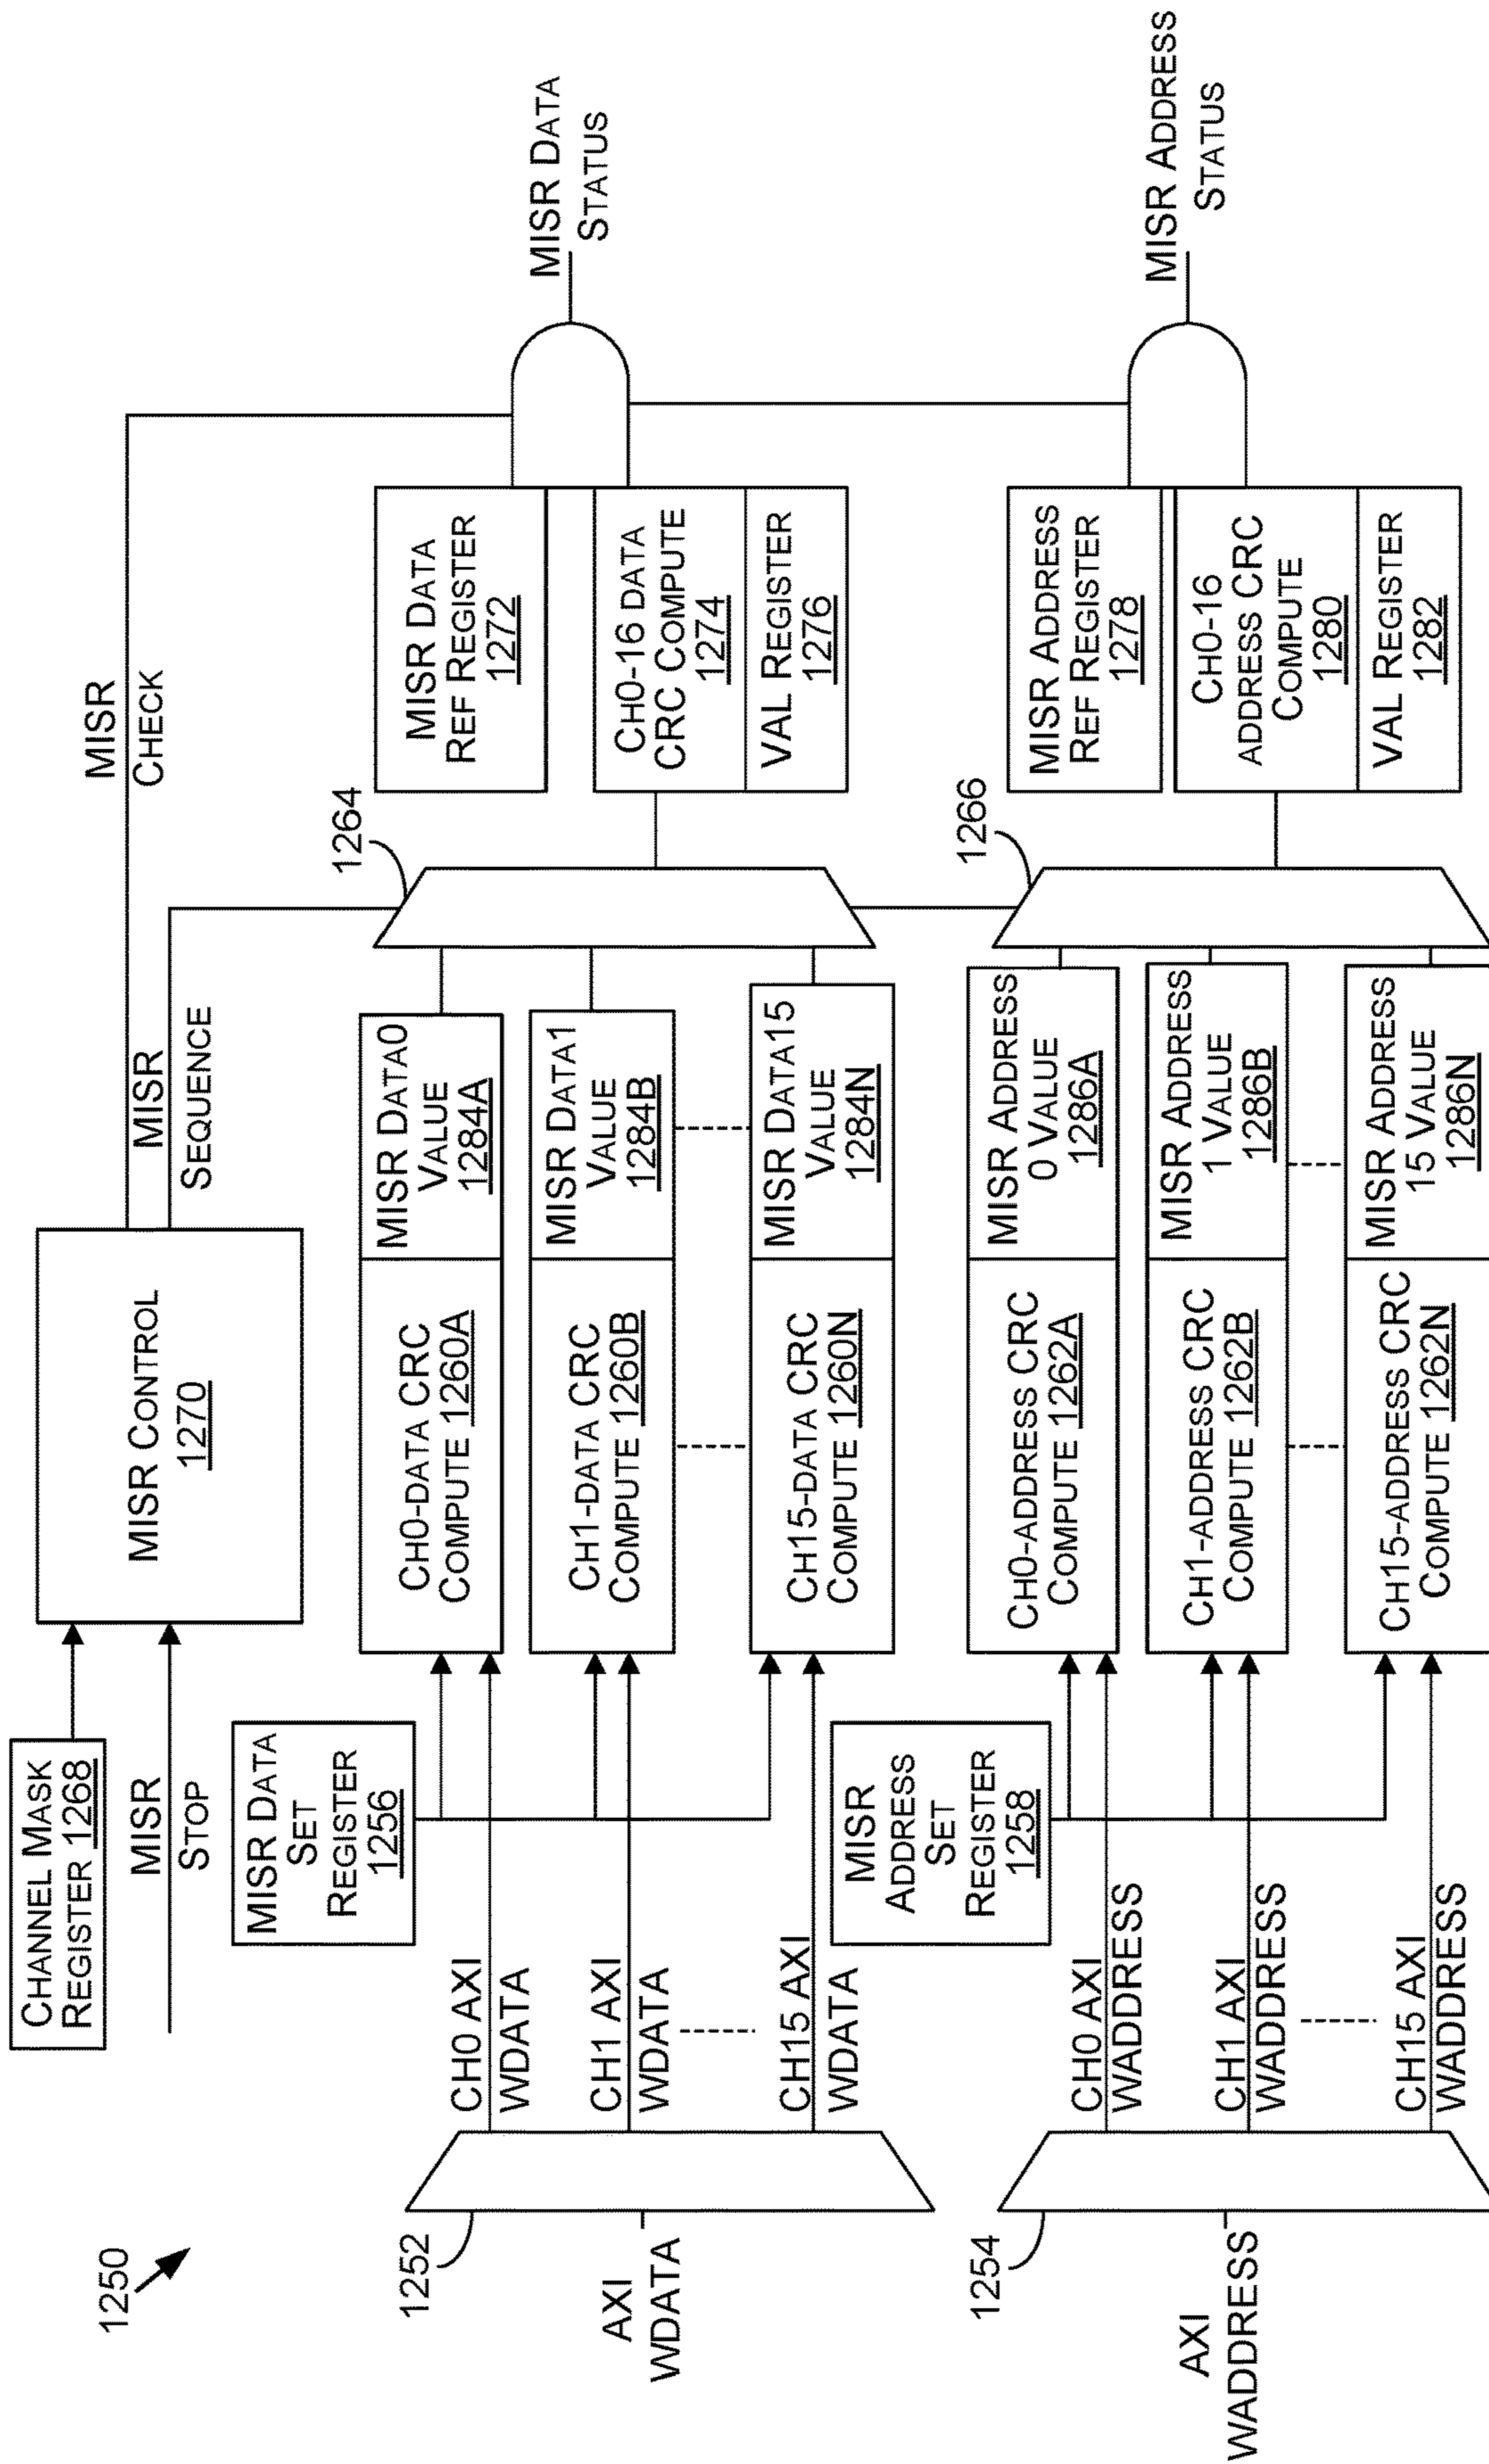 1250
CHANNEL MASK
REGISTER 1268
MISR
STOP
MISR CONTROL
1270
MISR
SEQUENCE
MISR
CHECK
1252
AXI
WDATA
CH0 AXI
WDATA
CH1 AXI
WDATA
CH15 AXI
WDATA
MISR DATA
SET
REGISTER
1256
CH0-DATA CRC
COMPUTE 1260A
MISR DATA0
VALUE
1284A
CH1-DATA CRC
COMPUTE 1260B
MISR DATA1
VALUE
1284B
CH15-DATA CRC
COMPUTE 1260N
MISR DATA15
VALUE
1284N
1264
MISR DATA
REF REGISTER
1272
CH0-16 DATA
CRC COMPUTE
1274
VAL REGISTER
1276
MISR DATA
STATUS
1254
AXI
WADDRESS
CH0 AXI
WADDRESS
CH1 AXI
WADDRESS
CH15 AXI
WADDRESS
MISR
ADDRESS
SET
REGISTER
1258
CH0-ADDRESS CRC
COMPUTE 1262A
MISR ADDRESS
0 VALUE
1286A
CH1-ADDRESS CRC
COMPUTE 1262B
MISR ADDRESS
1 VALUE
1286B
CH15-ADDRESS CRC
COMPUTE 1262N
MISR ADDRESS
15 VALUE
1286N
1266
MISR ADDRESS
REF REGISTER
1278
CH0-16
ADDRESS CRC
COMPUTE
1280
VAL REGISTER
1282
MISR ADDRESS
STATUS